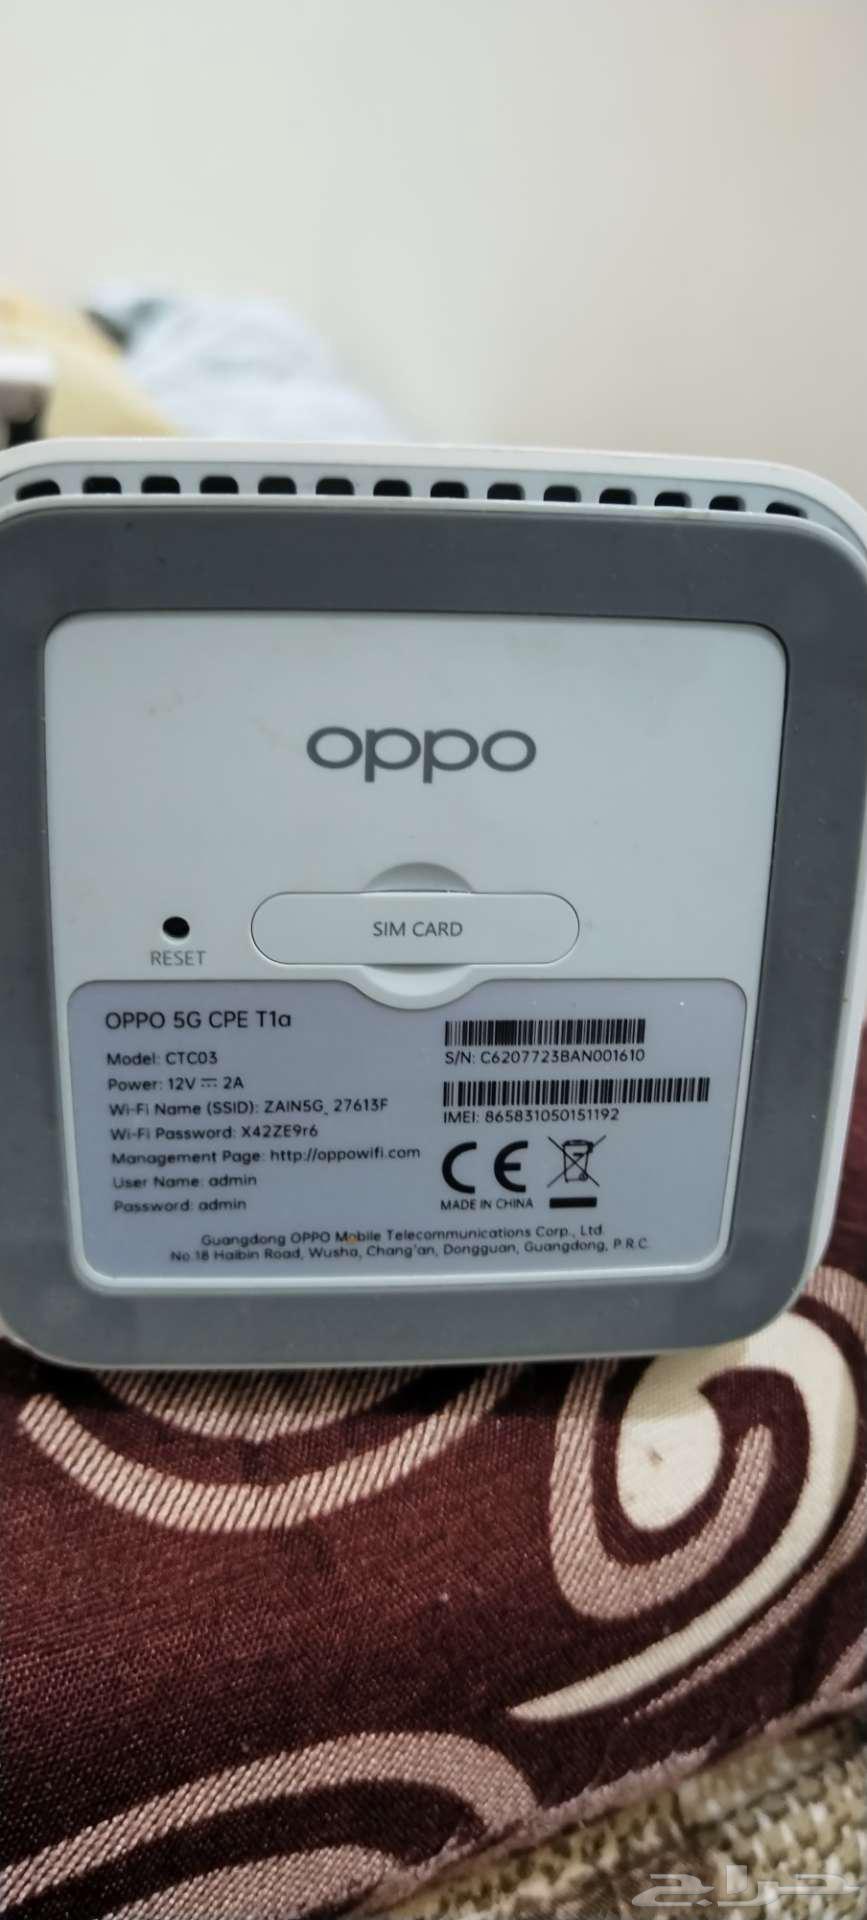 oppo
SIM CARD
RESET
OPPO 5G CPE T1a
Model: CTC03
Power: 12V ⎓ 2A
Wi-Fi Name (SSID): ZAIN5G_27613F
Wi-Fi Password: X42ZE9r6
Management Page: http://oppowifi.com
User Name: admin
Password: admin
S/N: C6207723BAN001610
IMEI: 865831050151192
CE
MADE IN CHINA
Guangdong OPPO Mobile Telecommunications Corp., Ltd.
No.18 Haibin Road, Wusha, Chang'an, Dongguan, Guangdong, P.R.C.
حراج